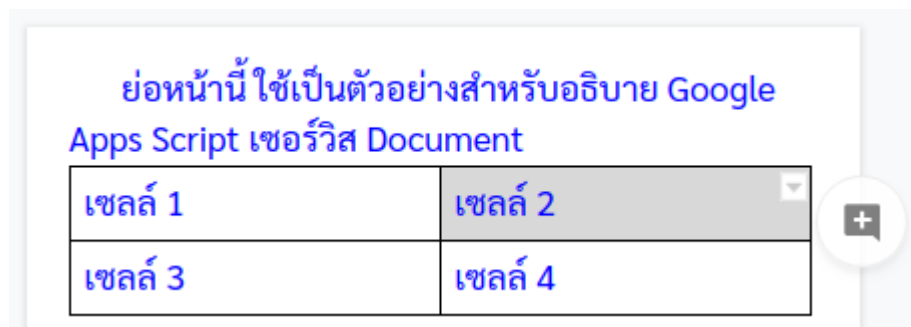 ย่อหน้านี้ ใช้เป็นตัวอย่างสำหรับอธิบาย Google
Apps Script เซอร์วิส Document
เซลล์ 1 เซลล์ 2
เซลล์ 3 เซลล์ 4